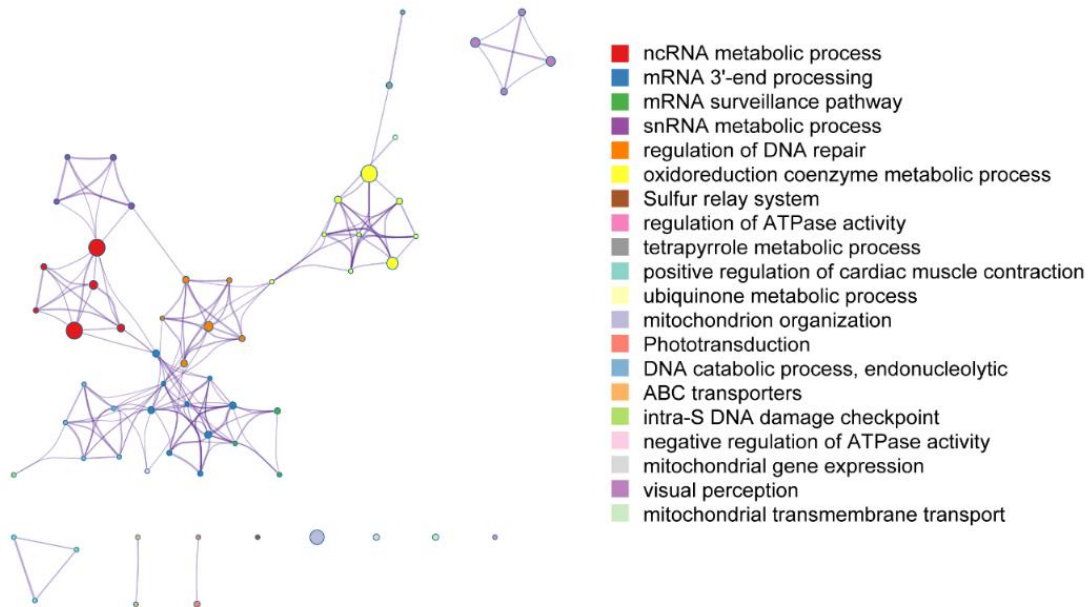 ncRNA metabolic process
mRNA 3'-end processing
mRNA surveillance pathway
snRNA metabolic process
regulation of DNA repair
oxidoreduction coenzyme metabolic process
Sulfur relay system
regulation of ATPase activity
tetrapyrrole metabolic process
positive regulation of cardiac muscle contraction
ubiquinone metabolic process
mitochondrion organization
Phototransduction
DNA catabolic process, endonucleolytic
ABC transporters
intra-S DNA damage checkpoint
negative regulation of ATPase activity
mitochondrial gene expression
visual perception
mitochondrial transmembrane transport